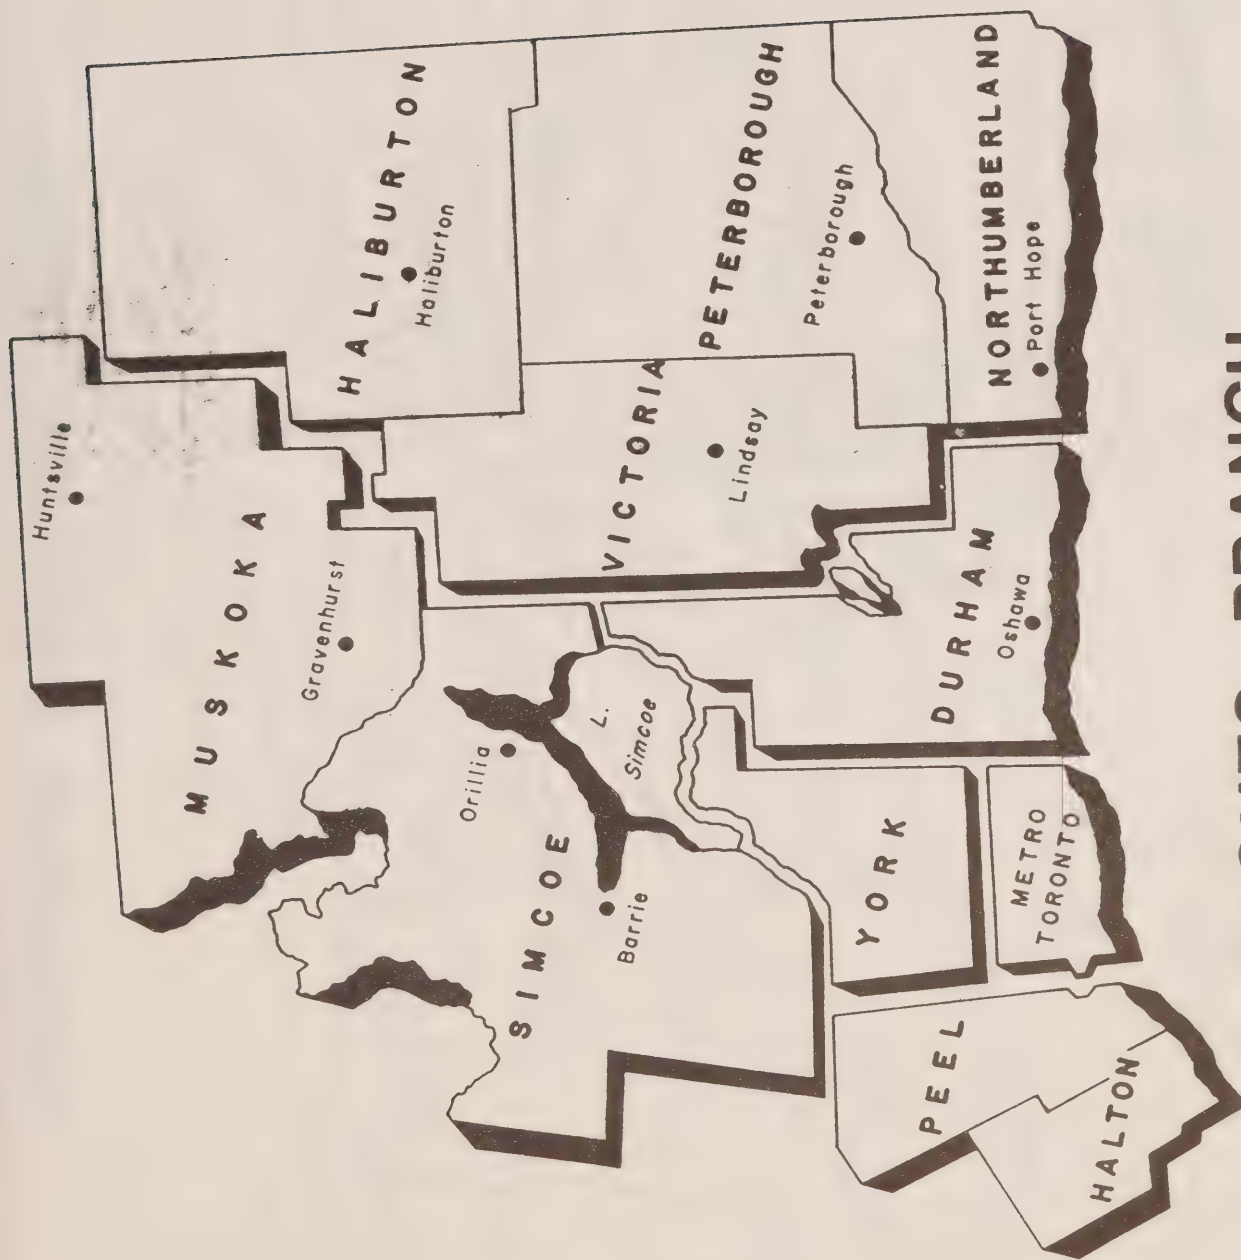 Huntsville
MUSKOKA
Gravenhurst
HALIBURTON
Haliburton
Orillia
L.
Simcoe
SIMCOE
Barrie
VICTORIA
Lindsay
PETERBOROUGH
Peterborough
NORTHUMBERLAND
Port Hope
DURHAM
Oshawa
YORK
METRO
TORONTO
PEEL
HALTON
BRANCH